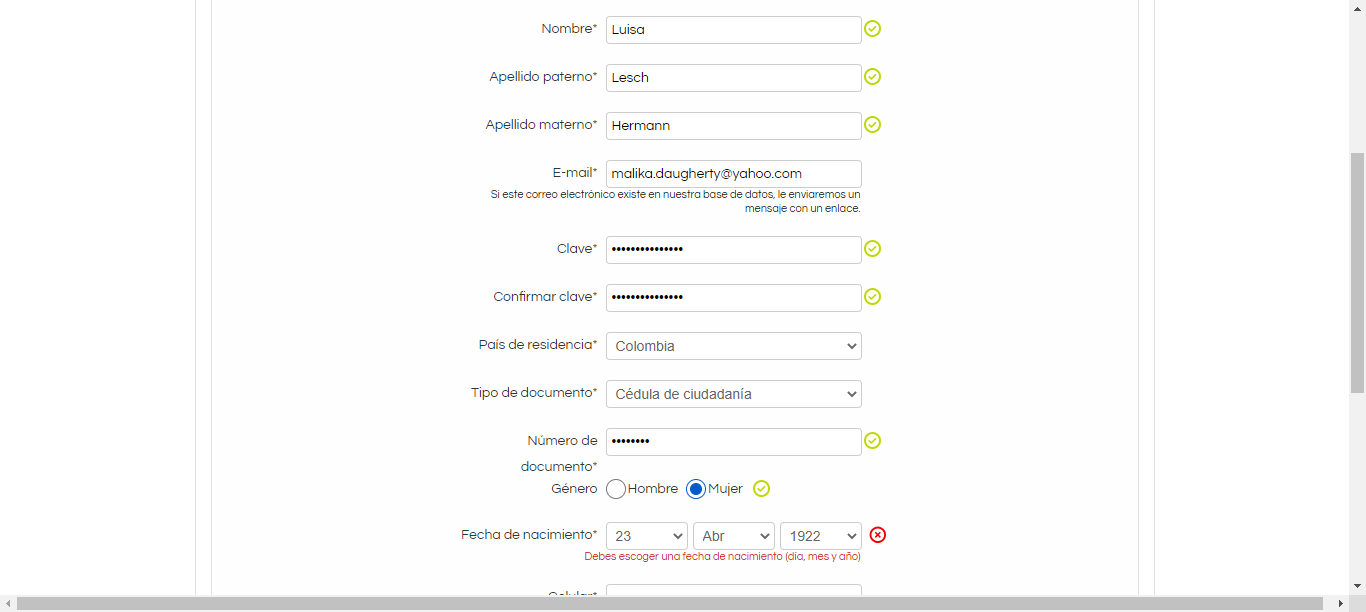 Nombre* Luisa
Apellido paterno* Lesch
Apellido materno* Hermann
E-mail* malika.daugherty@yahoo.com
Si este correo electrónico existe en nuestra base de datos, le enviaremos un
mensaje con un enlace.
Clave* •••••••••••••••
Confirmar clave* •••••••••••••••
País de residencia* Colombia
Tipo de documento* Cédula de ciudadanía
Número de ••••••••
documento*
Género Hombre Mujer
Fecha de nacimiento* 23 Abr 1922
Debes escoger una fecha de nacimiento (día, mes y año)
Celular*